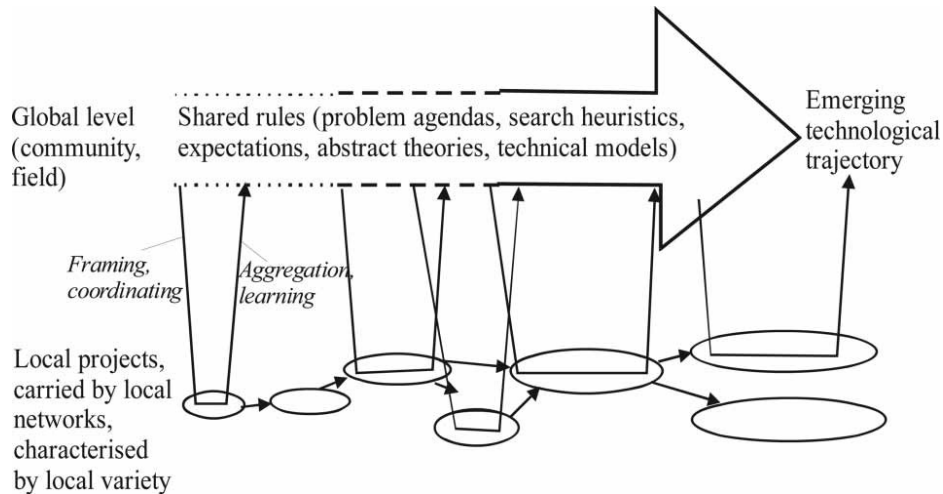 Global level
(community,
field)
Shared rules (problem agendas, search heuristics,
expectations, abstract theories, technical models)
Emerging
technological
trajectory
Framing,
coordinating
Aggregation,
learning
Local projects,
carried by local
networks,
characterised
by local variety